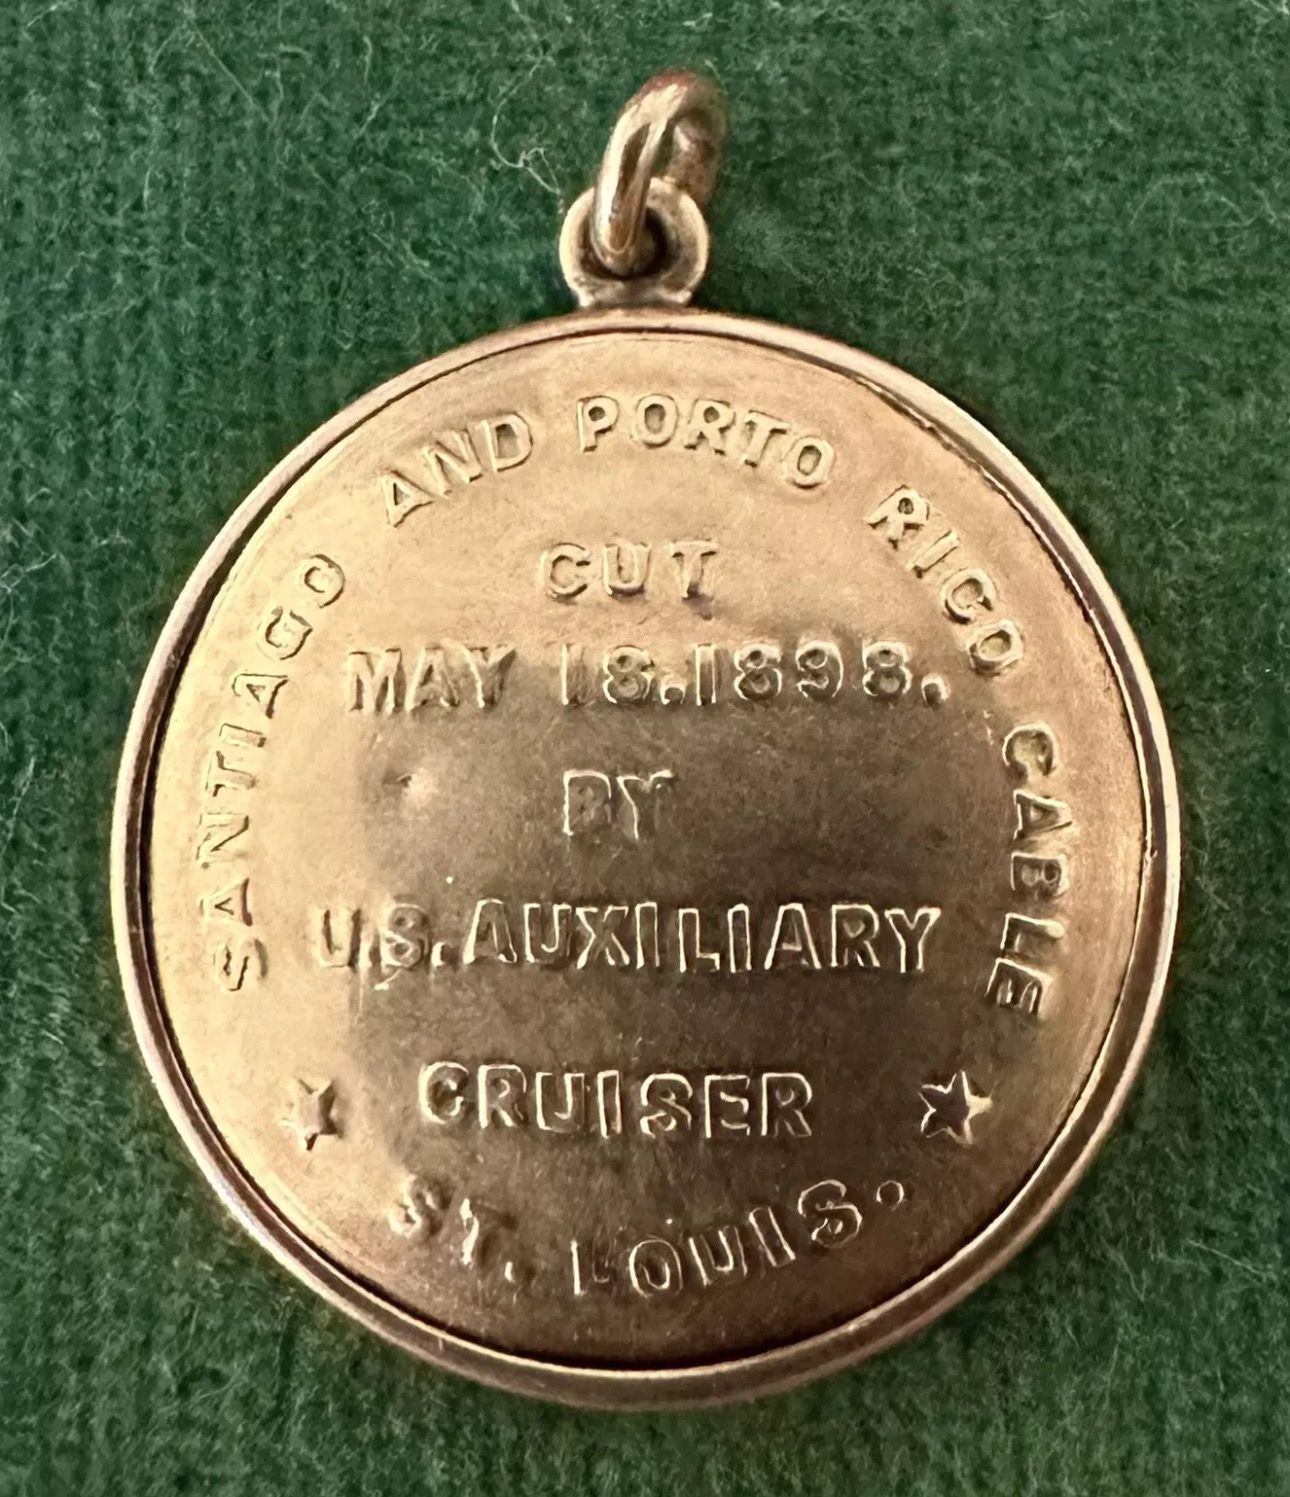 SANTIAGO AND PORTO RICO CABLE
CUT
MAY 18.1898.
BY
U.S. AUXILIARY
CRUISER
ST. LOUIS.